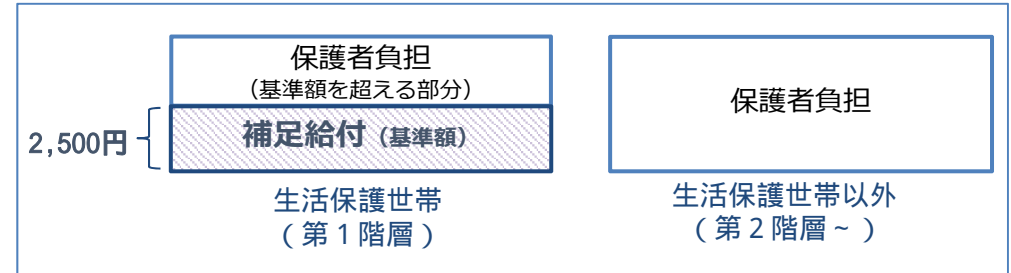 保護者負担
（基準額を超える部分）
2,500円
補足給付（基準額）
生活保護世帯
（第１階層）
保護者負担
生活保護世帯以外
（第２階層～）